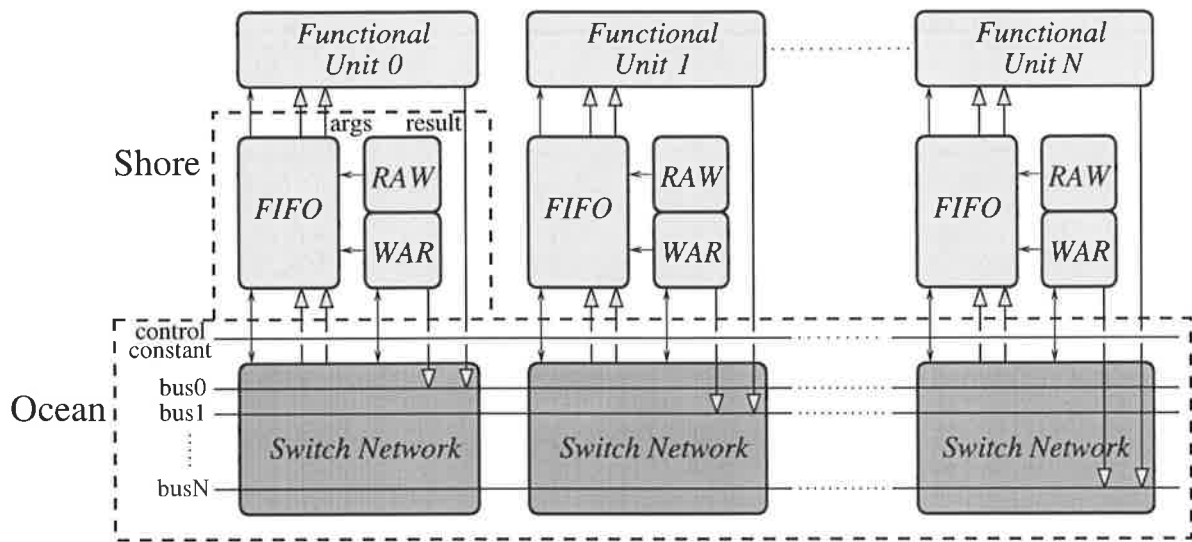 Functional
Unit 0
Functional
Unit 1
Functional
Unit N
args result
Shore
FIFO
RAW
WAR
FIFO
RAW
WAR
FIFO
RAW
WAR
control
constant
Ocean
bus0
bus1
busN
Switch Network
Switch Network
Switch Network